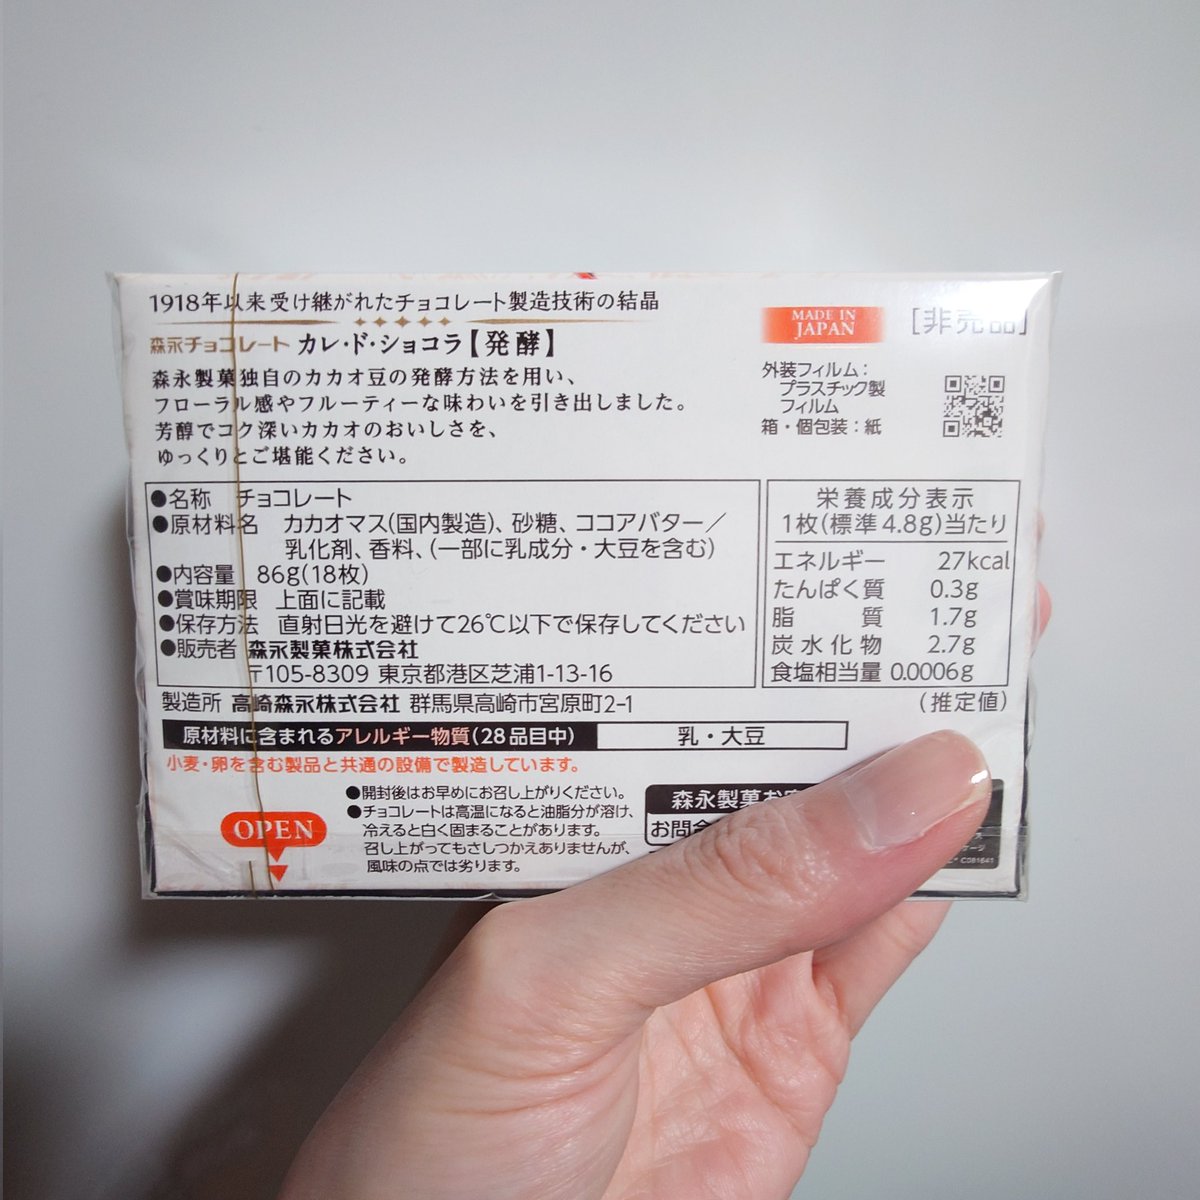 1918年以来受け継がれたチョコレート製造技術の結晶
森永チョコレート カレ・ド・ショコラ【発酵】
森永製菓独自のカカオ豆の発酵方法を用い、
フローラル感やフルーティーな味わいを引き出しました。
芳醇でコク深いカカオのおいしさを、
ゆっくりとご堪能ください。
MADE IN
JAPAN
[非売品]
外装フィルム:
プラスチック製
フィルム
箱・個包装:紙
●名称 チョコレート
●原材料名 カカオマス(国内製造)、砂糖、ココアバター/
乳化剤、香料、(一部に乳成分・大豆を含む)
●内容量 86g(18枚)
●賞味期限 上面に記載
●保存方法 直射日光を避けて26℃以下で保存してください
●販売者 森永製菓株式会社
〒105-8309 東京都港区芝浦1-13-16
製造所 高崎森永株式会社 群馬県高崎市宮原町2-1
栄養成分表示
1枚(標準4.8g)当たり
エネルギー 27kcal
たんぱく質 0.3g
脂質 1.7g
炭水化物 2.7g
食塩相当量 0.0006g
(推定値)
原材料に含まれるアレルギー物質(28品目中) 乳・大豆
小麦・卵を含む製品と共通の設備で製造しています。
OPEN
●開封後はお早めにお召し上がりください。
●チョコレートは高温になると油脂分が溶け、
冷えると白く固まることがあります。
召し上がってもさしつかえありませんが、
風味の点では劣ります。
森永製菓お
お問
C081641